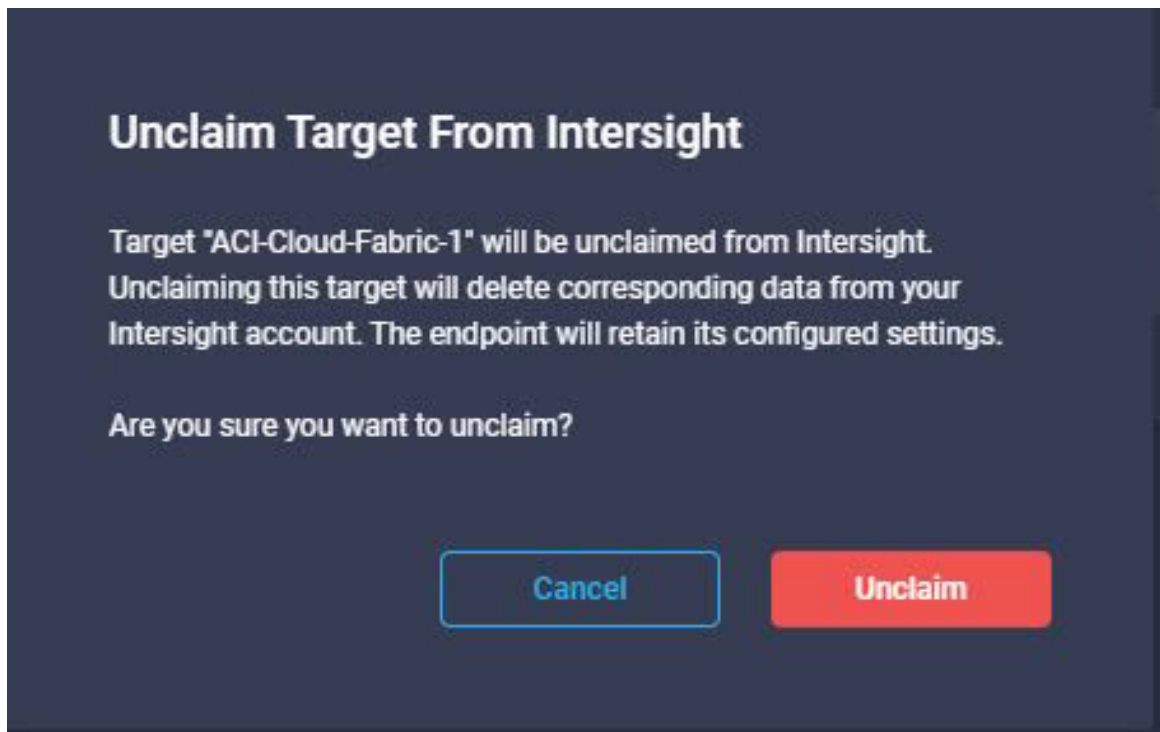 Unclaim Target From Intersight
Target "ACI-Cloud-Fabric-1" will be unclaimed from Intersight.
Unclaiming this target will delete corresponding data from your
Intersight account. The endpoint will retain its configured settings.
Are you sure you want to unclaim?
Cancel
Unclaim